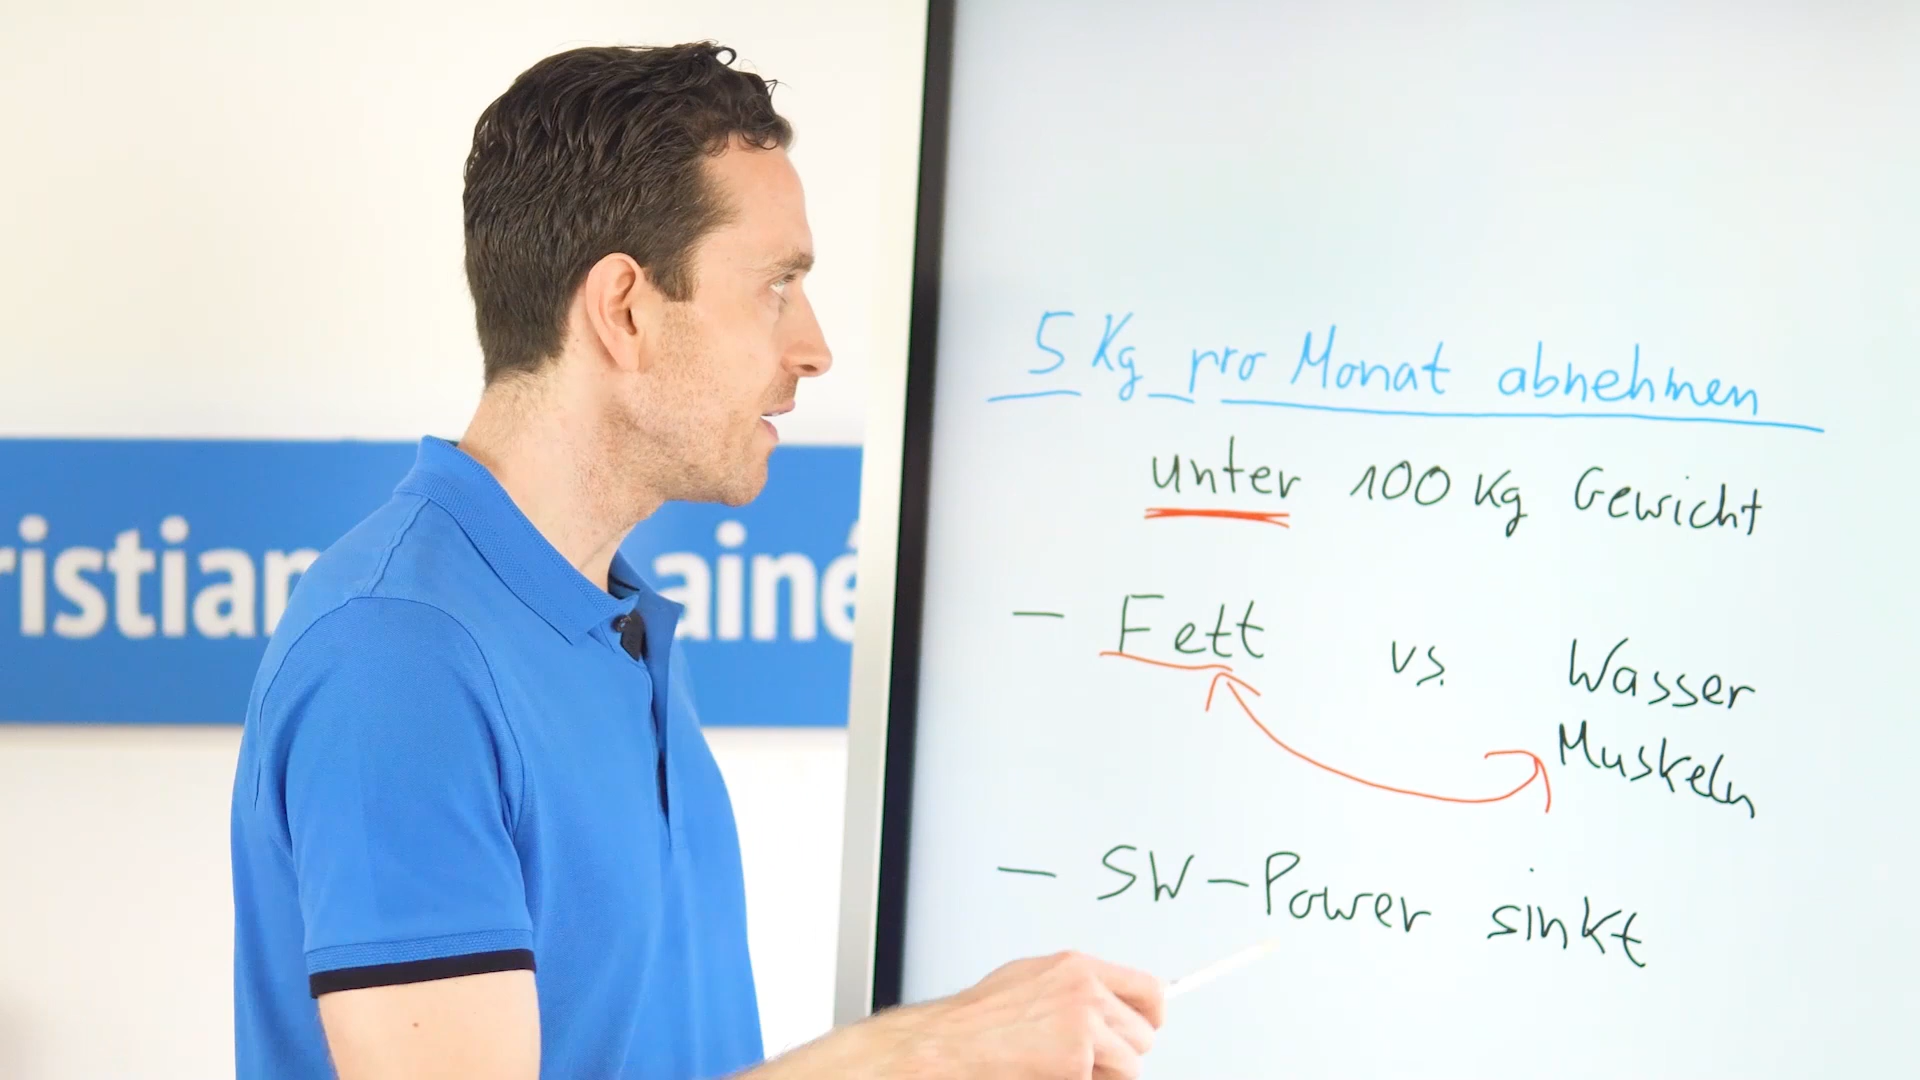 ristian ainé
5 Kg pro Monat abnehmen
unter 100 Kg Gewicht
– Fett vs. Wasser
Muskeln
– SW-Power sinkt